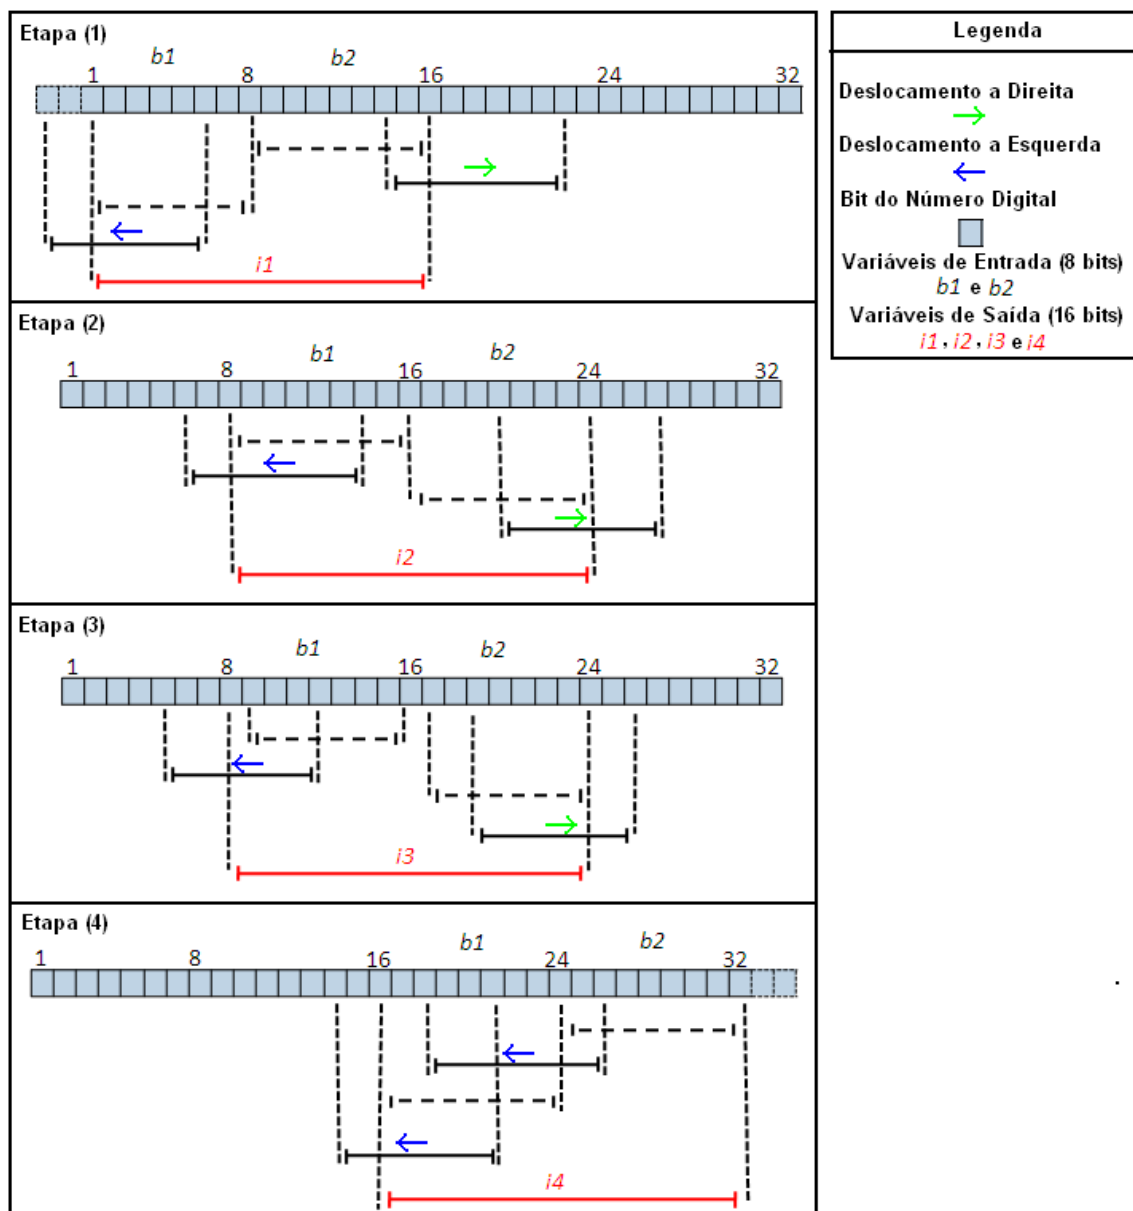 Etapa (1)
b1 b2
1 8 16 24 32
i1
Etapa (2)
b1 b2
1 8 16 24 32
i2
Etapa (3)
b1 b2
1 8 16 24 32
i3
Etapa (4)
b1 b2
1 8 16 24 32
i4
Legenda
Deslocamento a Direita
Deslocamento a Esquerda
Bit do Número Digital
Variáveis de Entrada (8 bits)
b1 e b2
Variáveis de Saída (16 bits)
i1 , i2 , i3 e i4